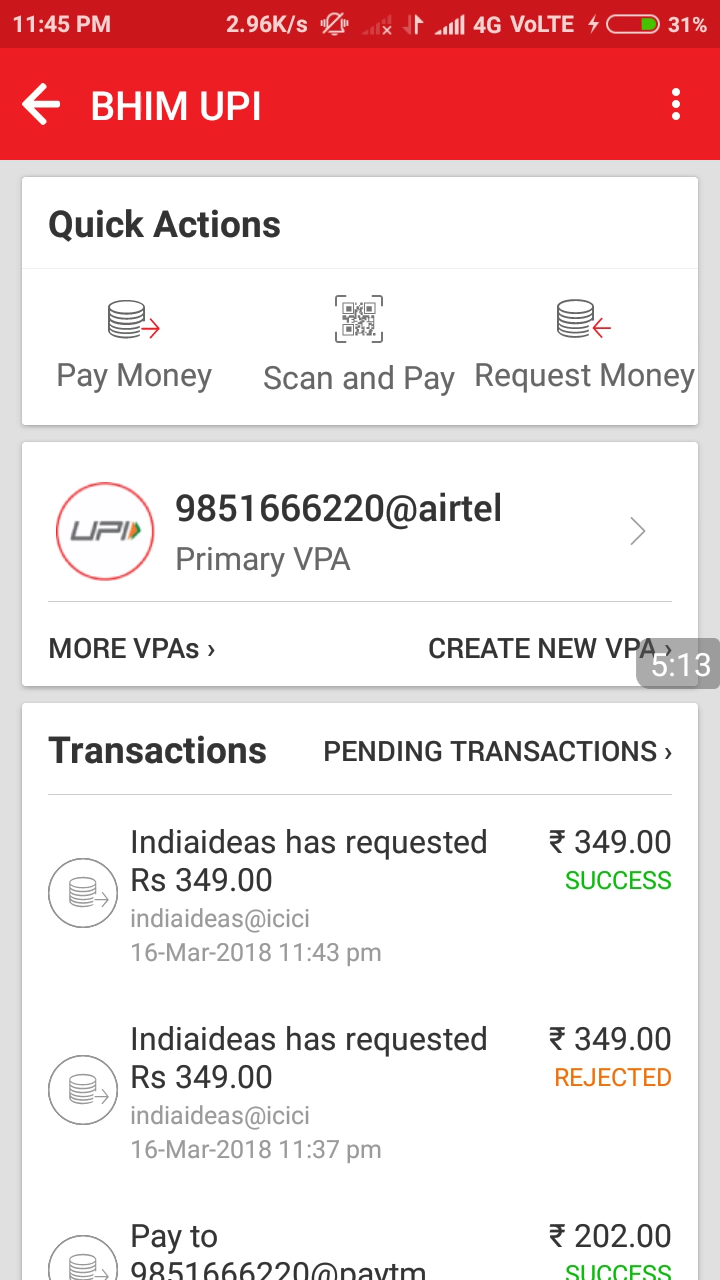 11:45 PM 2.96K/s 4G VoLTE 31%
BHIM UPI
Quick Actions
Pay Money Scan and Pay Request Money
UPI 9851666220@airtel
Primary VPA
MORE VPAs › CREATE NEW VPA ›
5:13
Transactions PENDING TRANSACTIONS ›
Indiaideas has requested ₹ 349.00
Rs 349.00 SUCCESS
indiaideas@icici
16-Mar-2018 11:43 pm
Indiaideas has requested ₹ 349.00
Rs 349.00 REJECTED
indiaideas@icici
16-Mar-2018 11:37 pm
Pay to ₹ 202.00
9851666220@paytm SUCCESS